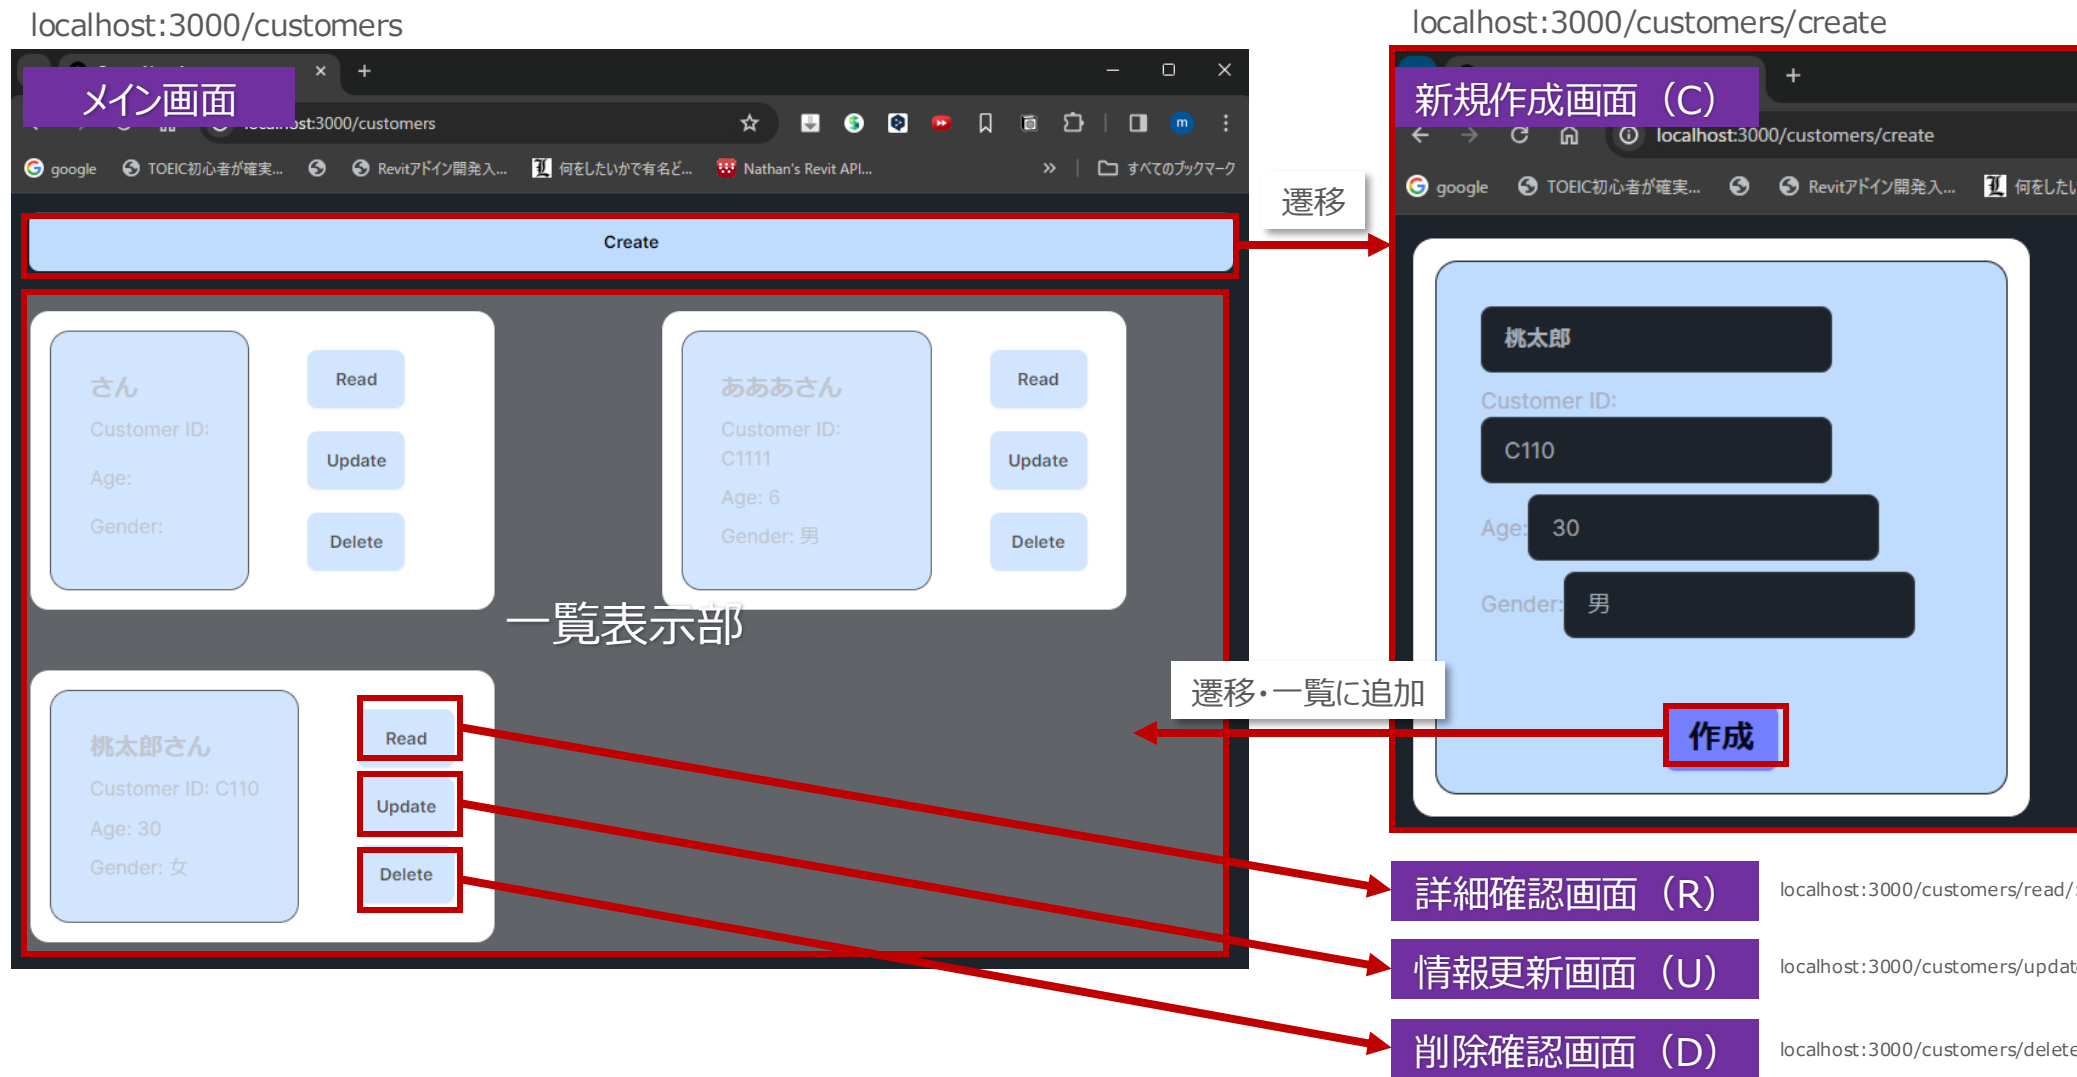 localhost:3000/customers
メイン画面
localhost:3000/customers
google
TOEIC初心者が確実...
Revitアドイン開発入...
何をしたいかで有名ど...
Nathan's Revit API...
»
すべてのブックマーク
m
Create
さん
Customer ID:
Age:
Gender:
Read
Update
Delete
あああさん
Customer ID:
C1111
Age: 6
Gender: 男
Read
Update
Delete
一覧表示部
桃太郎さん
Customer ID: C110
Age: 30
Gender: 女
Read
Update
Delete
遷移
遷移・一覧に追加
localhost:3000/customers/create
新規作成画面（C）
localhost:3000/customers/create
google
TOEIC初心者が確実...
Revitアドイン開発入...
何をしたい
桃太郎
Customer ID:
C110
Age: 30
Gender: 男
作成
詳細確認画面（R）
localhost:3000/customers/read/:
情報更新画面（U）
localhost:3000/customers/updat
削除確認画面（D）
localhost:3000/customers/delete